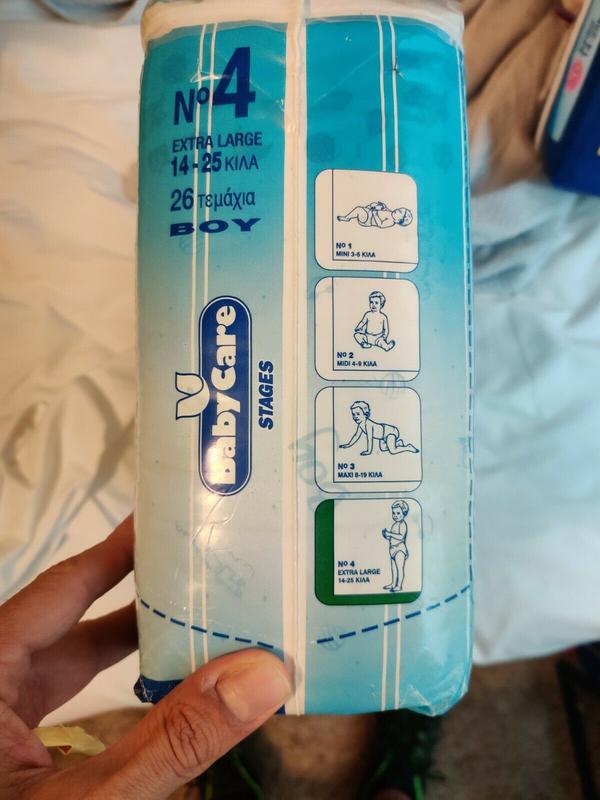 Nº4
EXTRA LARGE
14-25 ΚΙΛΑ
26 τεμάχια
BOY
BabyCare
STAGES
Nº 1
MINI 3-6 ΚΙΛΑ
Nº 2
MIDI 4-9 ΚΙΛΑ
Nº 3
MAXI 8-19 ΚΙΛΑ
Nº 4
EXTRA LARGE
14-25 ΚΙΛΑ